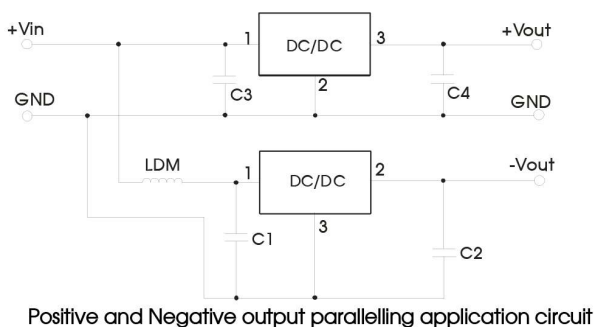 +Vin
1
DC/DC
3
+Vout
C3
2
C4
GND
GND
LDM
1
DC/DC
2
-Vout
C1
3
C2
Positive and Negative output parallelling application circuit